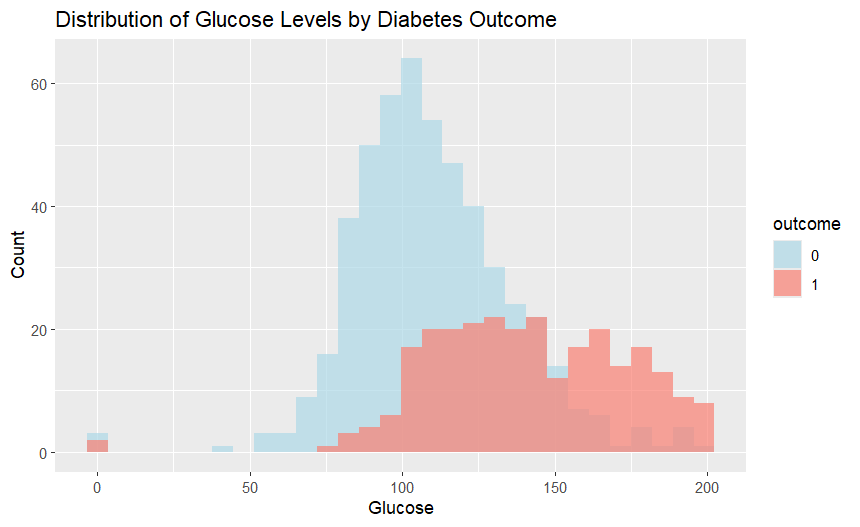 Distribution of Glucose Levels by Diabetes Outcome
Count
60
40
20
0
0
50
100
150
200
Glucose
outcome
0
1